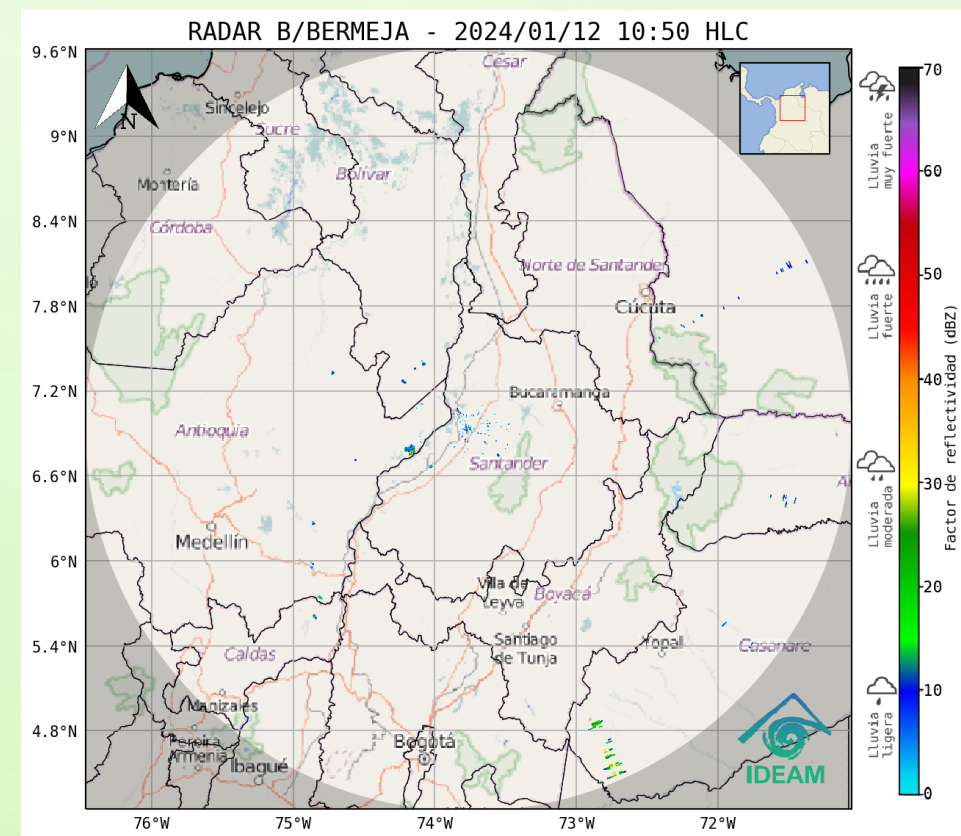 RADAR B/BERMEJA - 2024/01/12 10:50 HLC
9.6°N
9°N
8.4°N
7.8°N
7.2°N
6.6°N
6°N
5.4°N
4.8°N
76°W
75°W
74°W
73°W
72°W
N
Cesar
Sincelejo
Sucre
Montería
Bolívar
Córdoba
Norte de Santander
Cúcuta
Bucaramanga
Antioquia
Santander
Medellín
Villa de
Leyva
Boyacá
Santiago
de Tunja
Yopal
Casanare
Caldas
Manizales
Pereira
Armenia
Ibagué
Bogotá
IDEAM
70
60
50
40
30
20
10
0
Factor de reflectividad (dBZ)
Lluvia
muy fuerte
Lluvia
fuerte
Lluvia
moderada
Lluvia
ligera